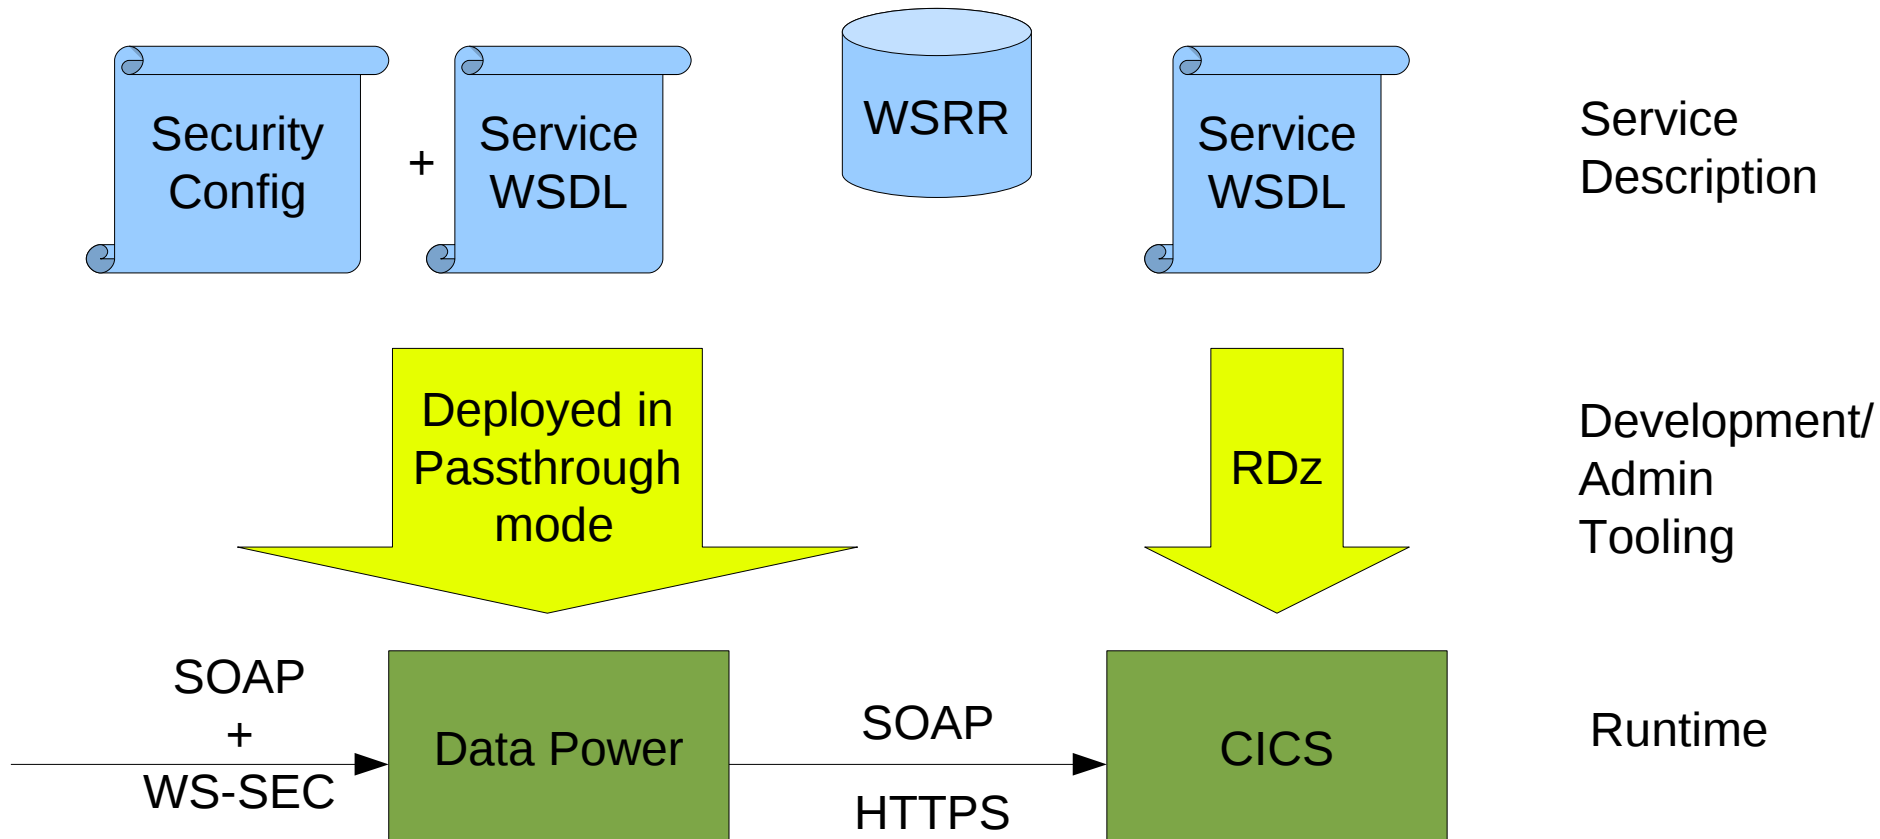 Security
Config
+
Service
WSDL
WSRR
Service
WSDL
Service
Description
Deployed in
Passthrough
mode
RDz
Development/
Admin
Tooling
SOAP
+
WS-SEC
Data Power
SOAP
HTTPS
CICS
Runtime